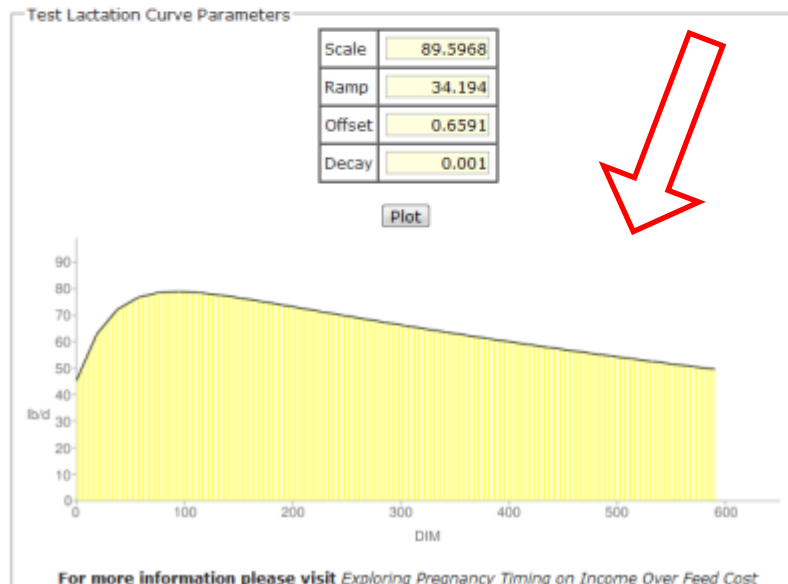 Test Lactation Curve Parameters
Scale 89.5968
Ramp 34.194
Offset 0.6591
Decay 0.001
Plot
90
80
70
60
50
40
lb/d
30
20
10
0
0 100 200 300 400 500 600
DIM
For more information please visit Exploring Pregnancy Timing on Income Over Feed Cost